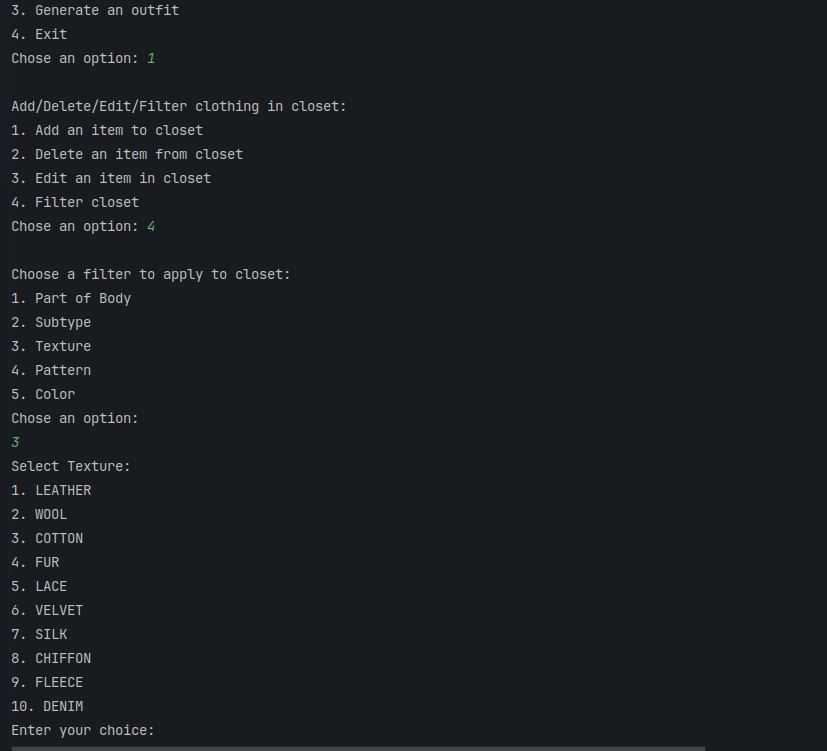 3. Generate an outfit
4. Exit
Chose an option: 1
Add/Delete/Edit/Filter clothing in closet:
1. Add an item to closet
2. Delete an item from closet
3. Edit an item in closet
4. Filter closet
Chose an option: 4
Choose a filter to apply to closet:
1. Part of Body
2. Subtype
3. Texture
4. Pattern
5. Color
Chose an option:
3
Select Texture:
1. LEATHER
2. WOOL
3. COTTON
4. FUR
5. LACE
6. VELVET
7. SILK
8. CHIFFON
9. FLEECE
10. DENIM
Enter your choice: